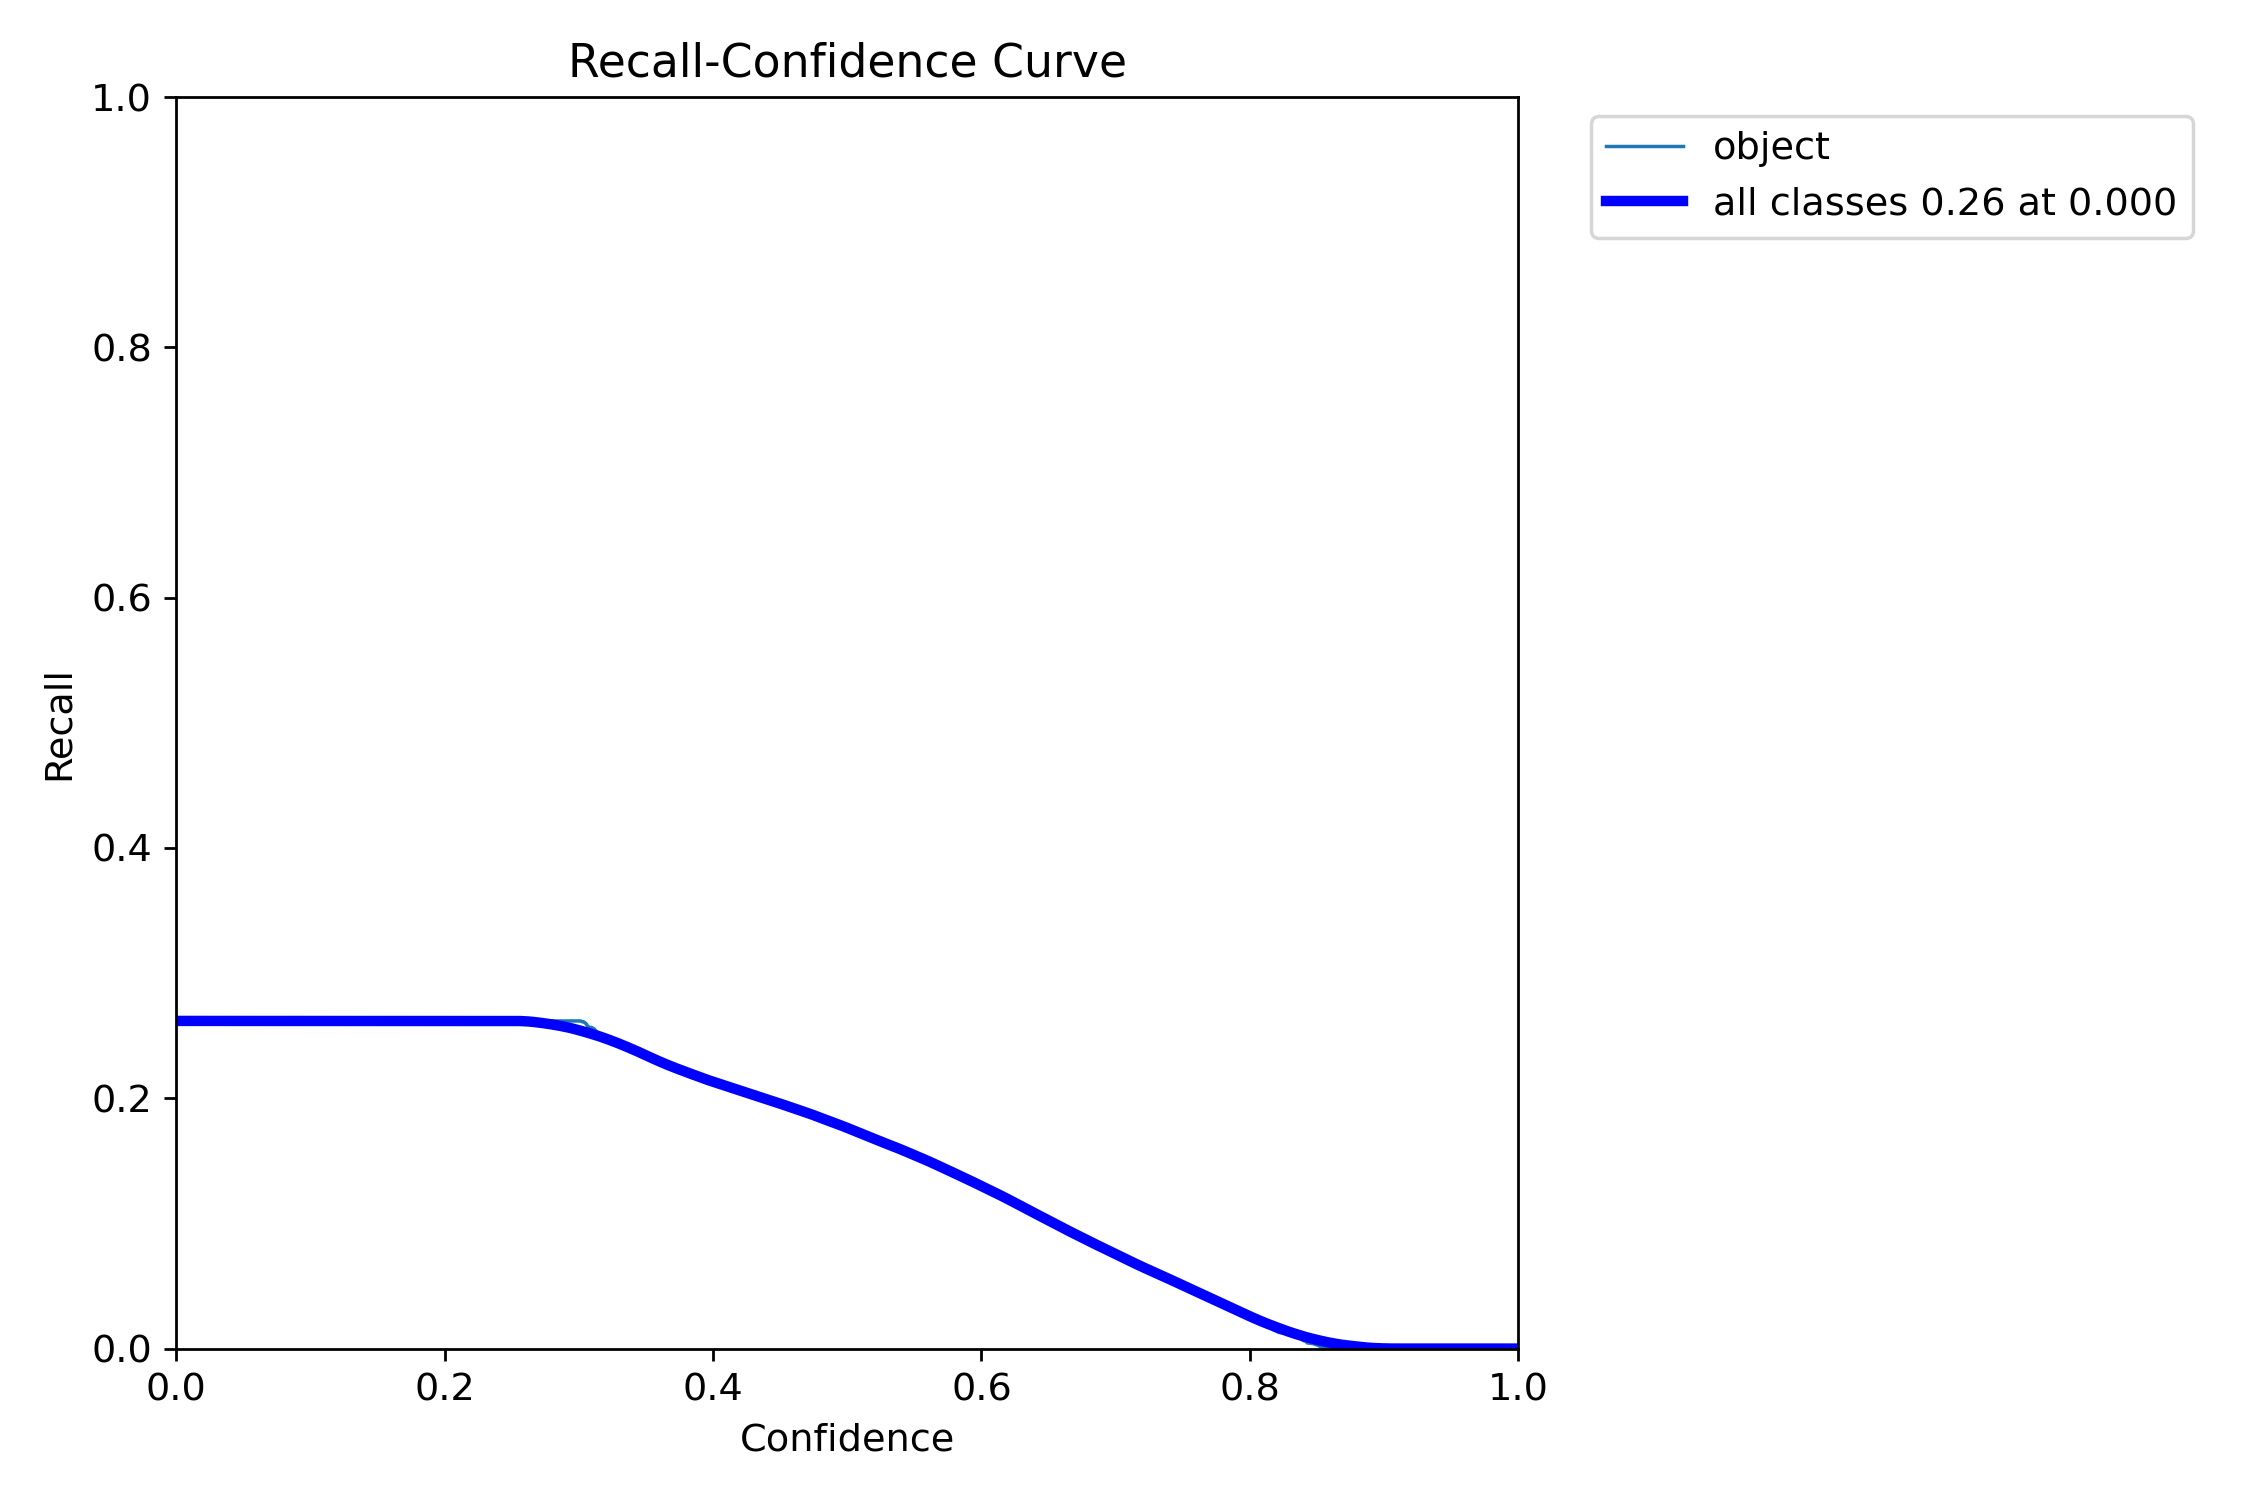 Recall-Confidence Curve
1.0
0.8
0.6
0.4
0.2
0.0
Recall
0.0 0.2 0.4 0.6 0.8 1.0
Confidence
object
all classes 0.26 at 0.000